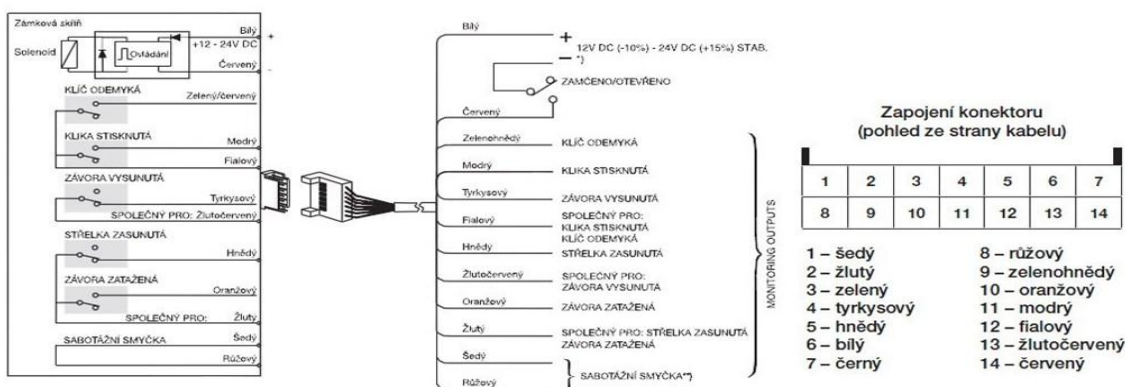 Zámková skříň
Solenoid
Ovládání
Bílý
+12 - 24V DC
+
Červený
-
KLÍČ ODEMYKÁ
Zelený/červený
KLIKA STISKNUTÁ
Modrý
Fialový
ZÁVORA VYSUNUTÁ
Tyrkysový
SPOLEČNÝ PRO: Žlutočervený
STŘELKA ZASUNUTÁ
Hnědý
ZÁVORA ZATAŽENÁ
Oranžový
SPOLEČNÝ PRO: Žlutý
SABOTÁŽNÍ SMYČKA
Šedý
Růžový
Bílý
+
12V DC (-10%) - 24V DC (+15%) STAB.
- *)
ZAMČENO/OTEVŘENO
Červený
Zelenohnědý
KLÍČ ODEMYKÁ
Modrý
KLIKA STISKNUTÁ
Tyrkysový
ZÁVORA VYSUNUTÁ
Fialový
SPOLEČNÝ PRO:
KLIKA STISKNUTÁ
KLÍČ ODEMYKÁ
Hnědý
STŘELKA ZASUNUTÁ
Žlutočervený
SPOLEČNÝ PRO:
ZÁVORA VYSUNUTÁ
Oranžový
ZÁVORA ZATAŽENÁ
Žlutý
SPOLEČNÝ PRO: STŘELKA ZASUNUTÁ
ZÁVORA ZATAŽENÁ
Šedý
SABOTÁŽNÍ SMYČKA**)
Růžový
MONITORING OUTPUTS
Zapojení konektoru
(pohled ze strany kabelu)
1 2 3 4 5 6 7
8 9 10 11 12 13 14
1 – šedý
2 – žlutý
3 – zelený
4 – tyrkysový
5 – hnědý
6 – bílý
7 – černý
8 – růžový
9 – zelenohnědý
10 – oranžový
11 – modrý
12 – fialový
13 – žlutočervený
14 – červený